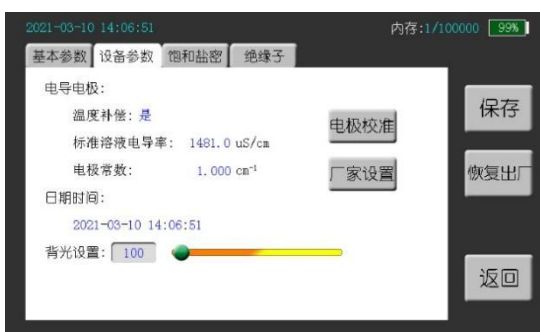 2021-03-10 14:06:51 内存:1/100000 99%
基本参数 设备参数 饱和盐密 绝缘子
电导电极:
温度补偿: 是
标准溶液电导率: 1481.0 uS/cm
电极常数: 1.000 cm⁻¹
电极校准
厂家设置
日期时间:
2021-03-10 14:06:51
背光设置: 100
保存
恢复出厂
返回